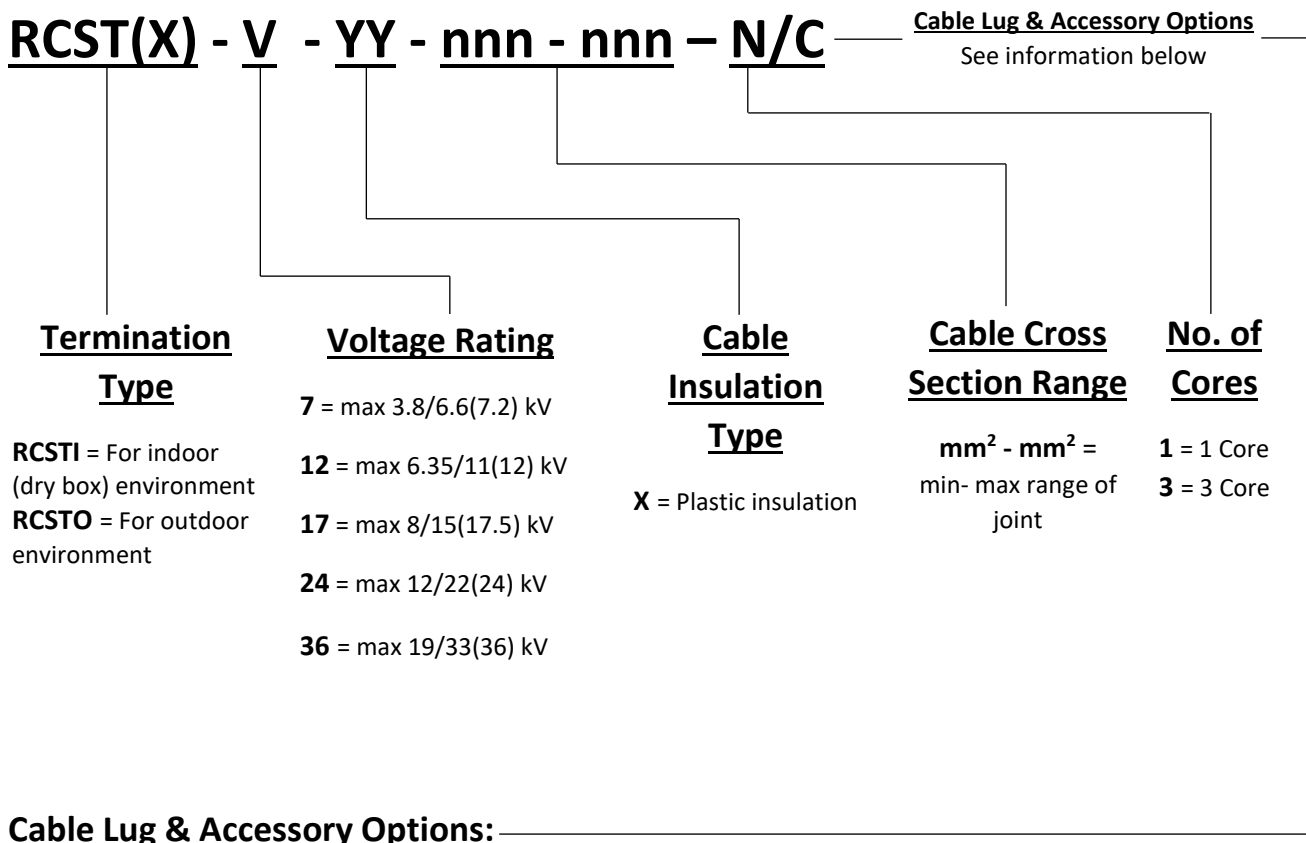 RCST(X) - V - YY - nnn - nnn – N/C
Cable Lug & Accessory Options
See information below
Termination
Type
RCSTI = For indoor
(dry box) environment
RCSTO = For outdoor
environment
Voltage Rating
7 = max 3.8/6.6(7.2) kV
12 = max 6.35/11(12) kV
17 = max 8/15(17.5) kV
24 = max 12/22(24) kV
36 = max 19/33(36) kV
Cable
Insulation
Type
X = Plastic insulation
Cable Cross
Section Range
mm² - mm² =
min- max range of
joint
No. of
Cores
1 = 1 Core
3 = 3 Core
Cable Lug & Accessory Options: